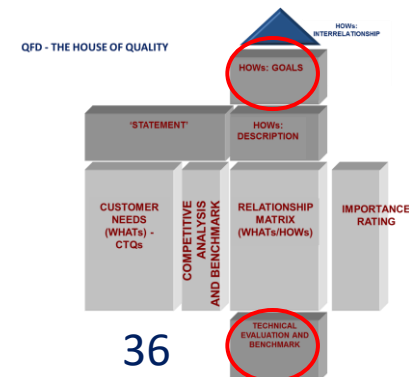 QFD - THE HOUSE OF QUALITY
HOWs:
INTERRELATIONSHIP
HOWs: GOALS
'STATEMENT'
HOWs:
DESCRIPTION
CUSTOMER
NEEDS
(WHATs) -
CTQs
COMPETITIVE
ANALYSIS
AND BENCHMARK
RELATIONSHIP
MATRIX
(WHATs/HOWs)
IMPORTANCE
RATING
TECHNICAL
EVALUATION AND
BENCHMARK
36